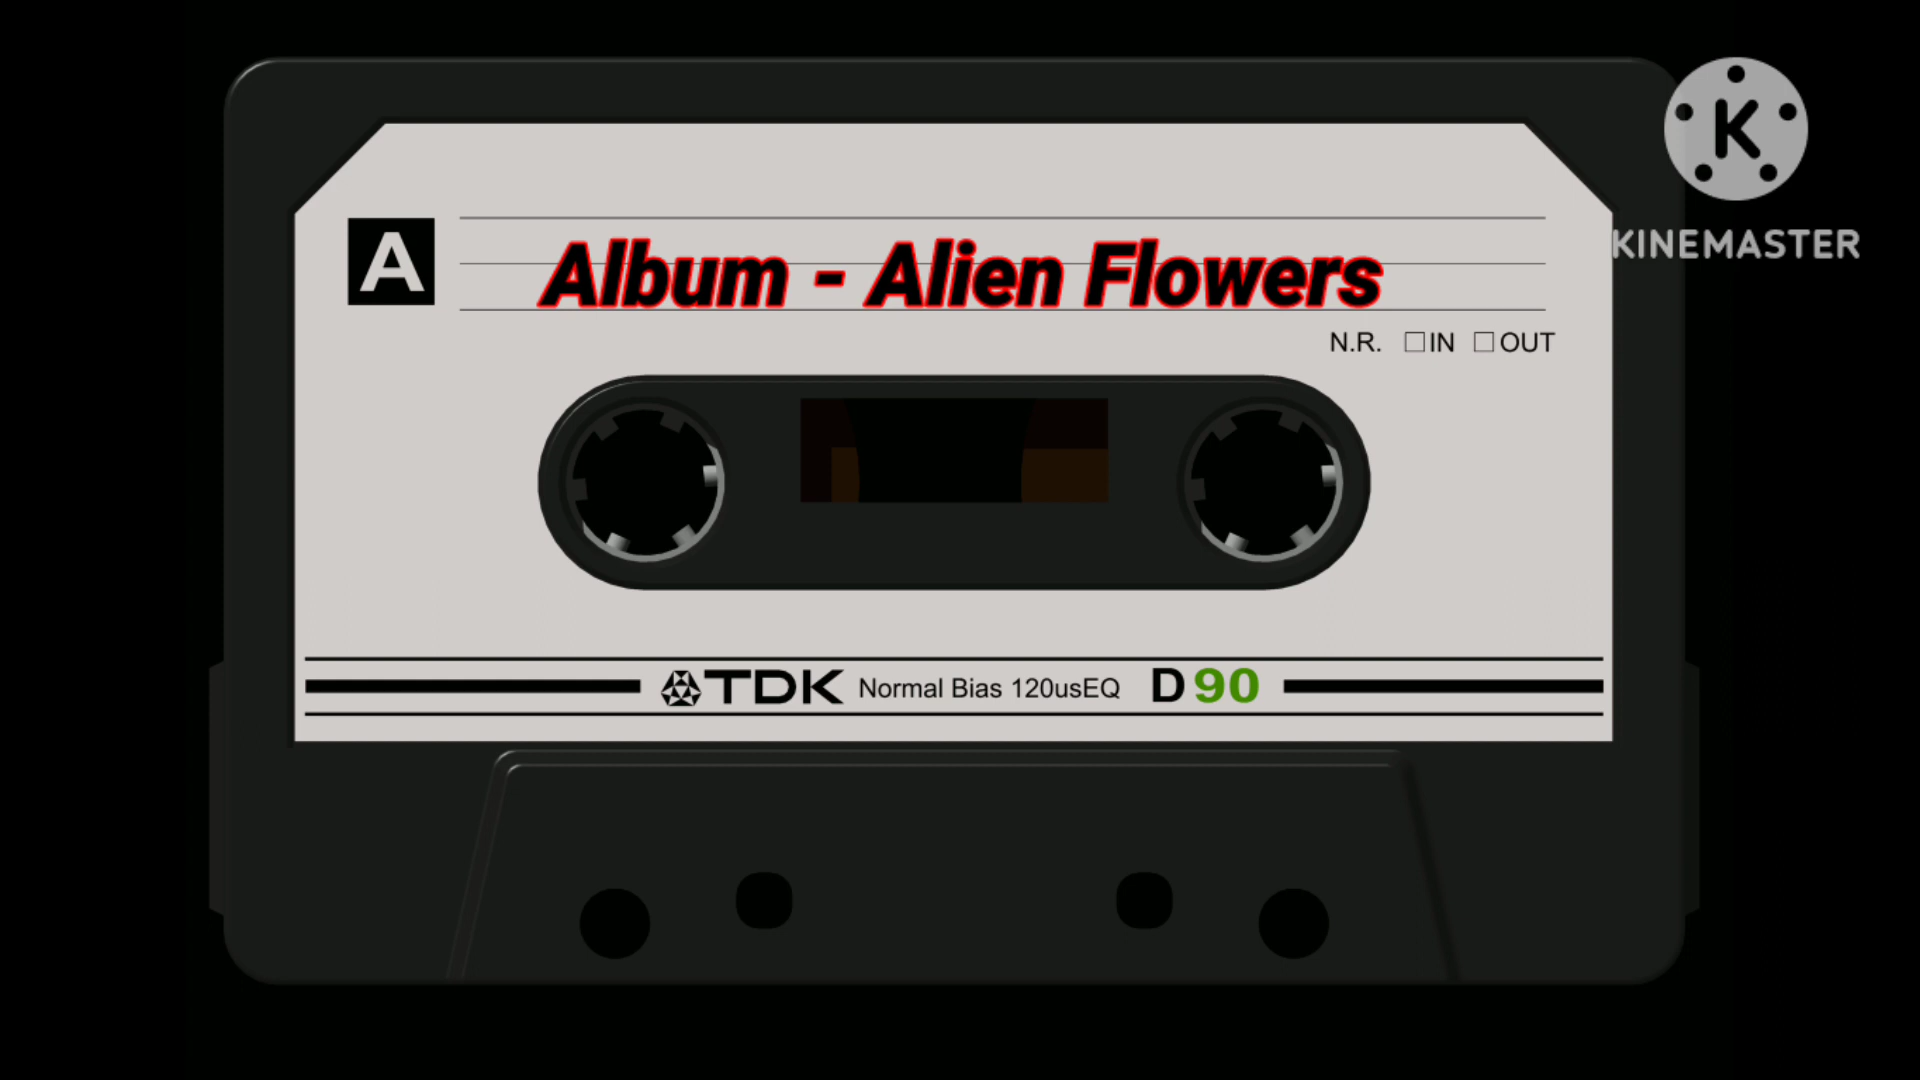 K
KINEMASTER
A
Album - Alien Flowers
N.R. □IN □OUT
TDK Normal Bias 120usEQ D90